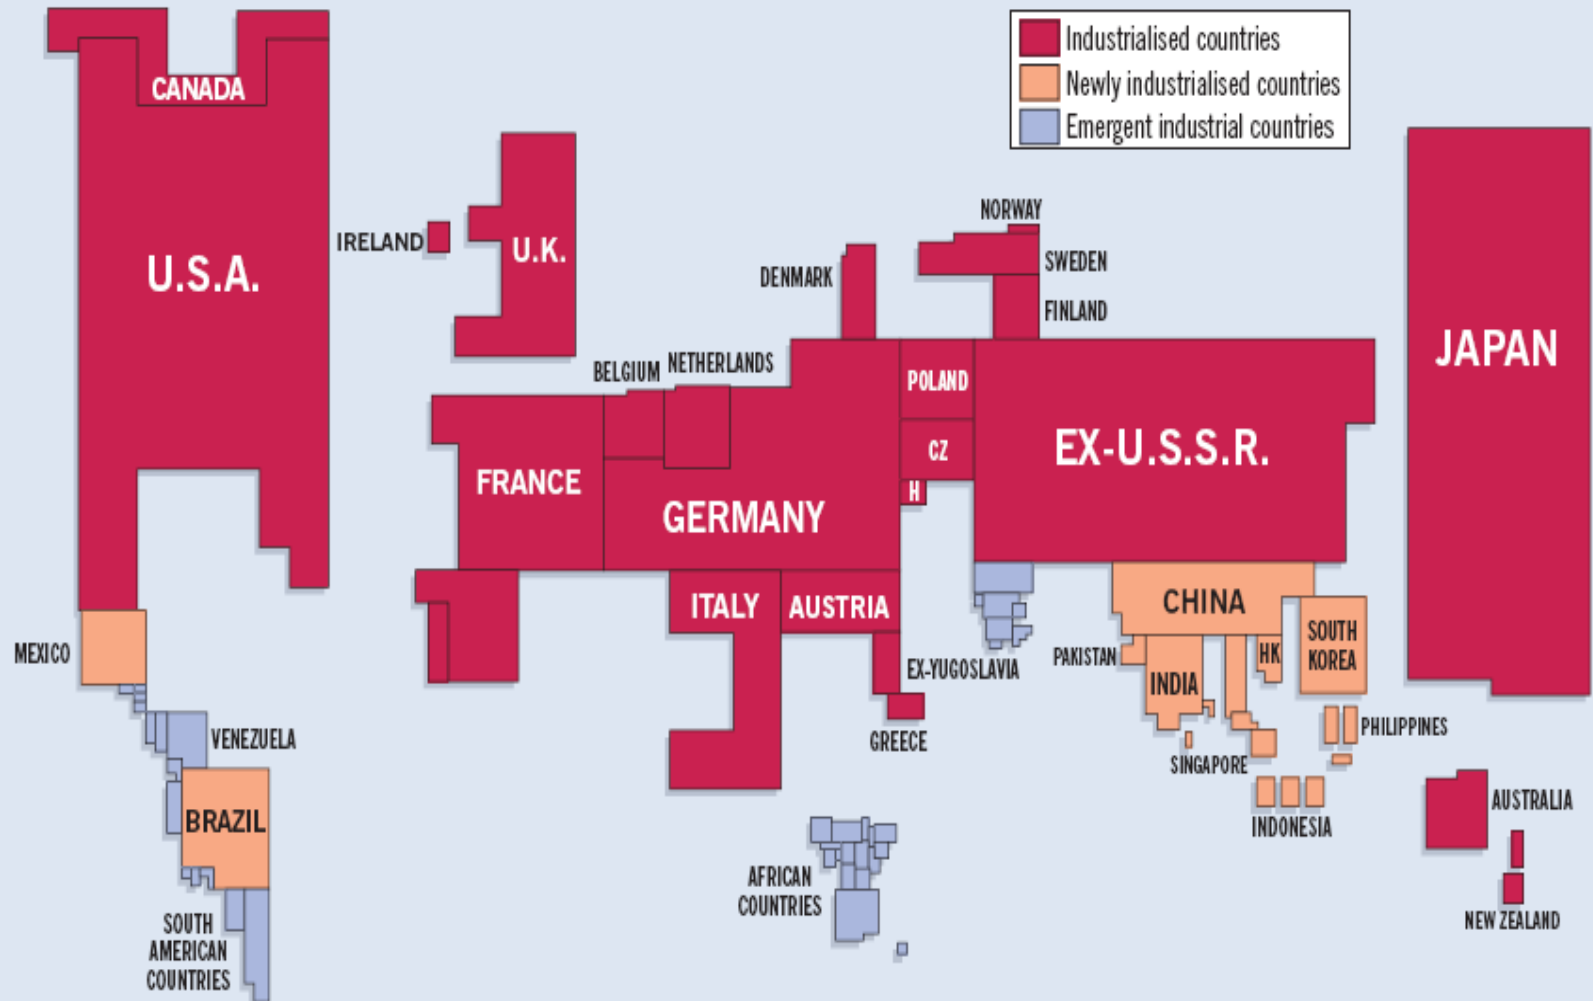 Industrialised countries
Newly industrialised countries
Emergent industrial countries
CANADA
U.S.A.
IRELAND
U.K.
NORWAY
SWEDEN
DENMARK
FINLAND
JAPAN
BELGIUM
NETHERLANDS
POLAND
CZ
H
FRANCE
GERMANY
EX-U.S.S.R.
ITALY
AUSTRIA
CHINA
MEXICO
EX-YUGOSLAVIA
PAKISTAN
INDIA
HK
SOUTH
KOREA
VENEZUELA
GREECE
SINGAPORE
PHILIPPINES
BRAZIL
INDONESIA
AUSTRALIA
AFRICAN
COUNTRIES
SOUTH
AMERICAN
COUNTRIES
NEW ZEALAND